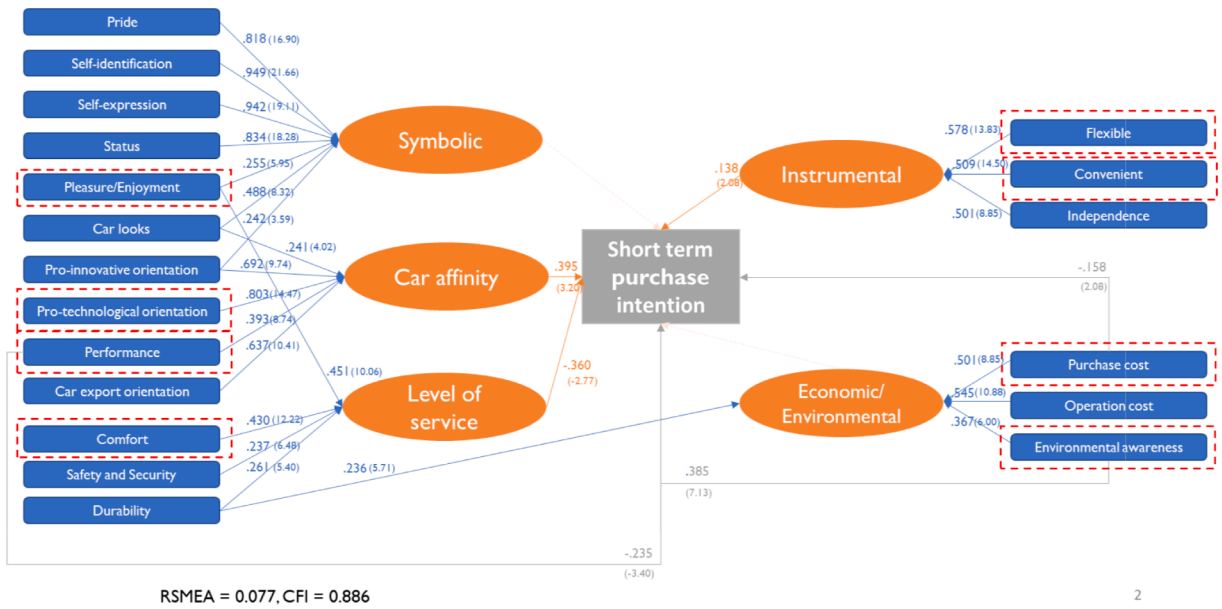 Pride
Self-identification
Self-expression
Status
Pleasure/Enjoyment
Car looks
Pro-innovative orientation
Pro-technological orientation
Performance
Car export orientation
Comfort
Safety and Security
Durability
.818 (16.90)
.949 (21.66)
.942 (19.11)
.834 (18.28)
.255 (5.95)
.488 (8.32)
.242 (3.59)
.241 (4.02)
.692 (9.74)
.803 (14.47)
.393 (8.74)
.637 (10.41)
.451 (10.06)
.430 (12.22)
.237 (6.48)
.261 (5.40)
.236 (5.71)
Symbolic
Car affinity
Level of
service
.395
(3.20)
-.360
(-2.77)
Short term
purchase
intention
.138
(2.08)
Instrumental
.578 (13.83)
.509 (14.50)
.501 (8.85)
Flexible
Convenient
Independence
-.158
(2.08)
Economic/
Environmental
.501 (8.85)
.545 (10.88)
.367 (6.00)
Purchase cost
Operation cost
Environmental awareness
.385
(7.13)
-.235
(-3.40)
RSMEA = 0.077, CFI = 0.886
2